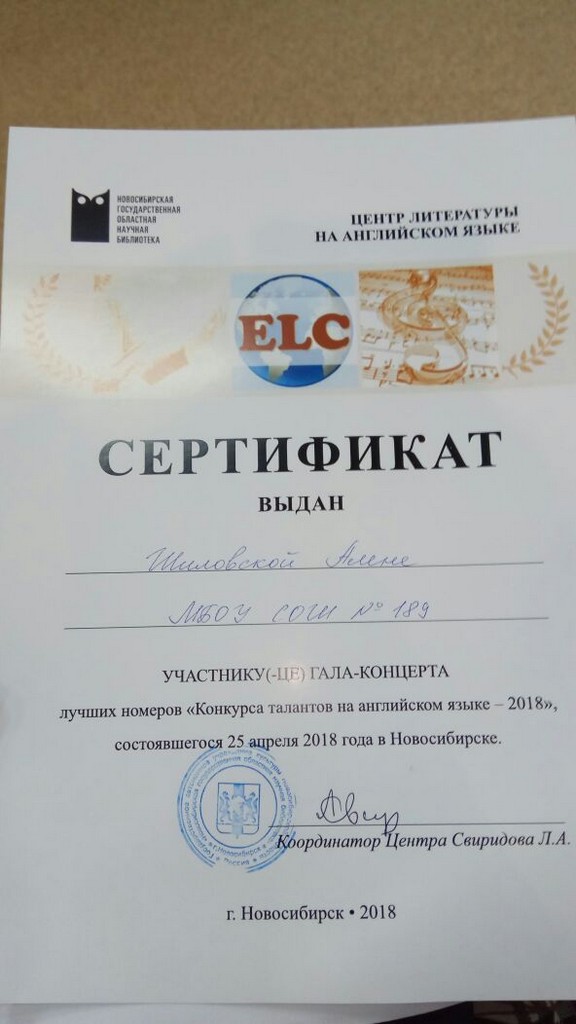 НОВОСИБИРСКАЯ
ГОСУДАРСТВЕННАЯ
ОБЛАСТНАЯ
НАУЧНАЯ
БИБЛИОТЕКА
ЦЕНТР ЛИТЕРАТУРЫ
НА АНГЛИЙСКОМ ЯЗЫКЕ
ELC
СЕРТИФИКАТ
ВЫДАН
Шиловской Алене
МБОУ СОШ № 189
УЧАСТНИКУ(-ЦЕ) ГАЛА-КОНЦЕРТА
лучших номеров «Конкурса талантов на английском языке – 2018»,
состоявшегося 25 апреля 2018 года в Новосибирске.
Координатор Центра Свиридова Л.А.
г. Новосибирск • 2018